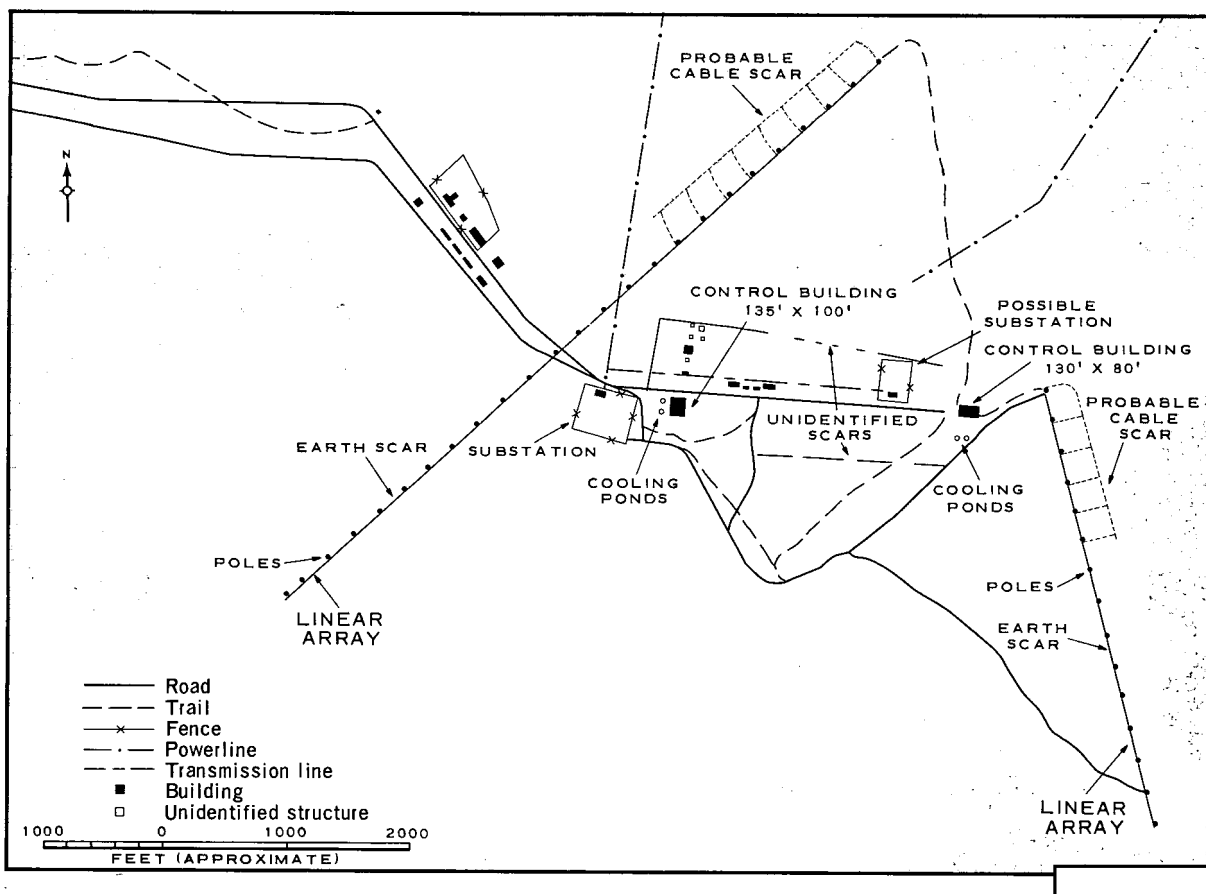 PROBABLE
CABLE SCAR
N
CONTROL BUILDING
135' X 100'
POSSIBLE
SUBSTATION
CONTROL BUILDING
130' X 80'
PROBABLE
CABLE
SCAR
UNIDENTIFIED
SCARS
EARTH SCAR
SUBSTATION
COOLING
PONDS
COOLING
PONDS
POLES
LINEAR
ARRAY
POLES
EARTH
SCAR
LINEAR
ARRAY
Road
Trail
Fence
Powerline
Transmission line
Building
Unidentified structure
1000 0 1000 2000
FEET (APPROXIMATE)